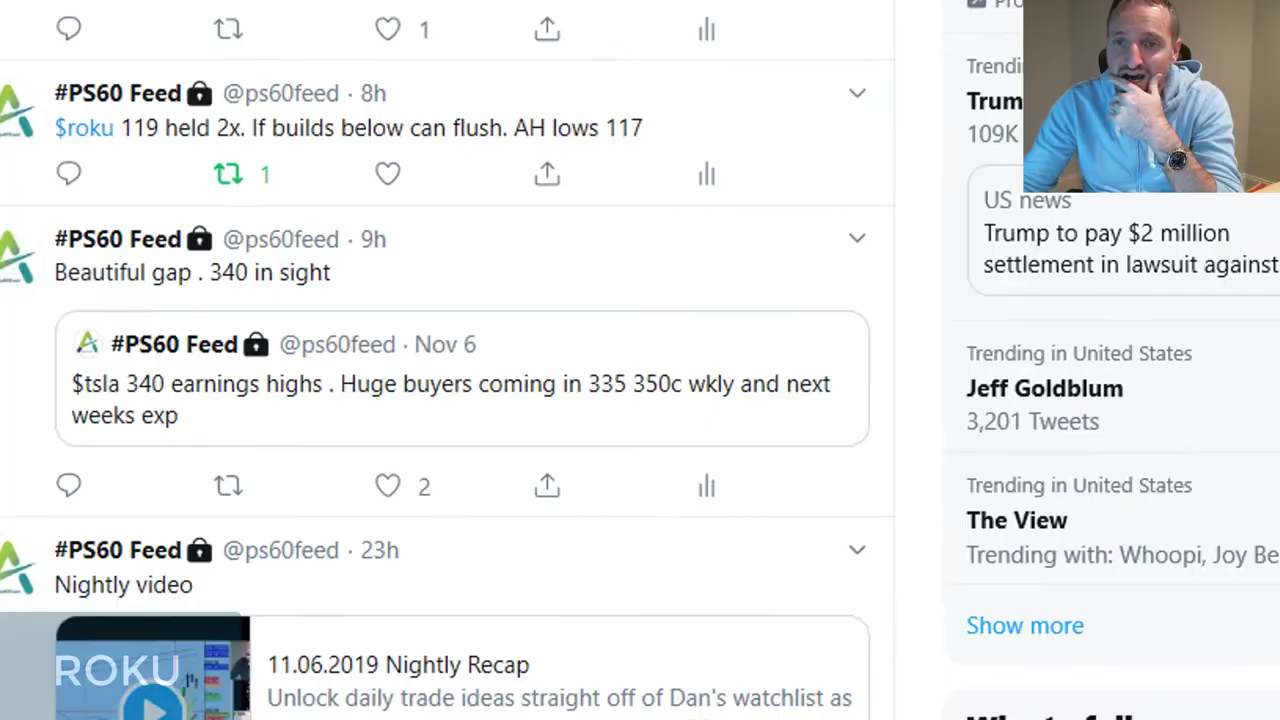 1
Trendi
#PS60 Feed @ps60feed · 8h
Trum
$roku 119 held 2x. If builds below can flush. AH lows 117
109K
1
US news
Trump to pay $2 million
settlement in lawsuit against
#PS60 Feed @ps60feed · 9h
Beautiful gap . 340 in sight
#PS60 Feed @ps60feed · Nov 6
$tsla 340 earnings highs . Huge buyers coming in 335 350c wkly and next
weeks exp
2
Trending in United States
Jeff Goldblum
3,201 Tweets
Trending in United States
The View
Trending with: Whoopi, Joy Be
Show more
#PS60 Feed @ps60feed · 23h
Nightly video
ROKU
11.06.2019 Nightly Recap
Unlock daily trade ideas straight off of Dan's watchlist as